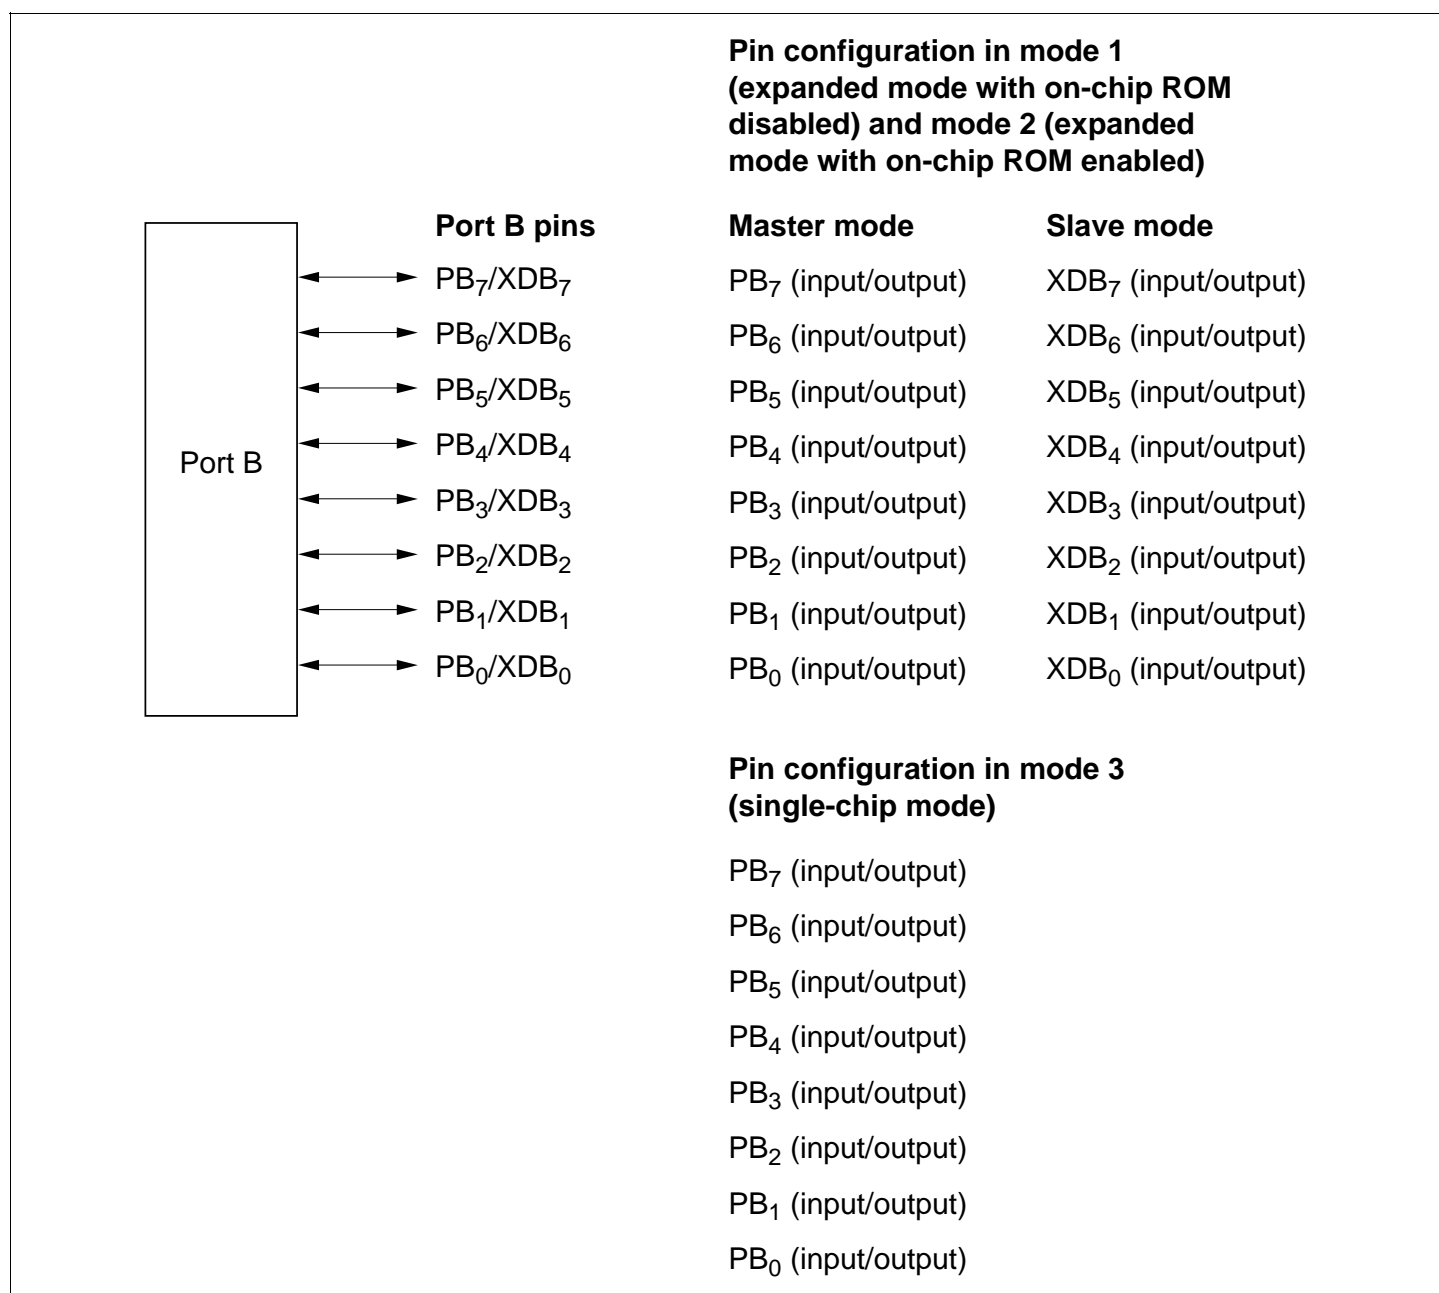 Pin configuration in mode 1
(expanded mode with on-chip ROM
disabled) and mode 2 (expanded
mode with on-chip ROM enabled)
Port B pins Master mode Slave mode
PB7/XDB7 PB7 (input/output) XDB7 (input/output)
PB6/XDB6 PB6 (input/output) XDB6 (input/output)
PB5/XDB5 PB5 (input/output) XDB5 (input/output)
PB4/XDB4 PB4 (input/output) XDB4 (input/output)
Port B
PB3/XDB3 PB3 (input/output) XDB3 (input/output)
PB2/XDB2 PB2 (input/output) XDB2 (input/output)
PB1/XDB1 PB1 (input/output) XDB1 (input/output)
PB0/XDB0 PB0 (input/output) XDB0 (input/output)
Pin configuration in mode 3
(single-chip mode)
PB7 (input/output)
PB6 (input/output)
PB5 (input/output)
PB4 (input/output)
PB3 (input/output)
PB2 (input/output)
PB1 (input/output)
PB0 (input/output)